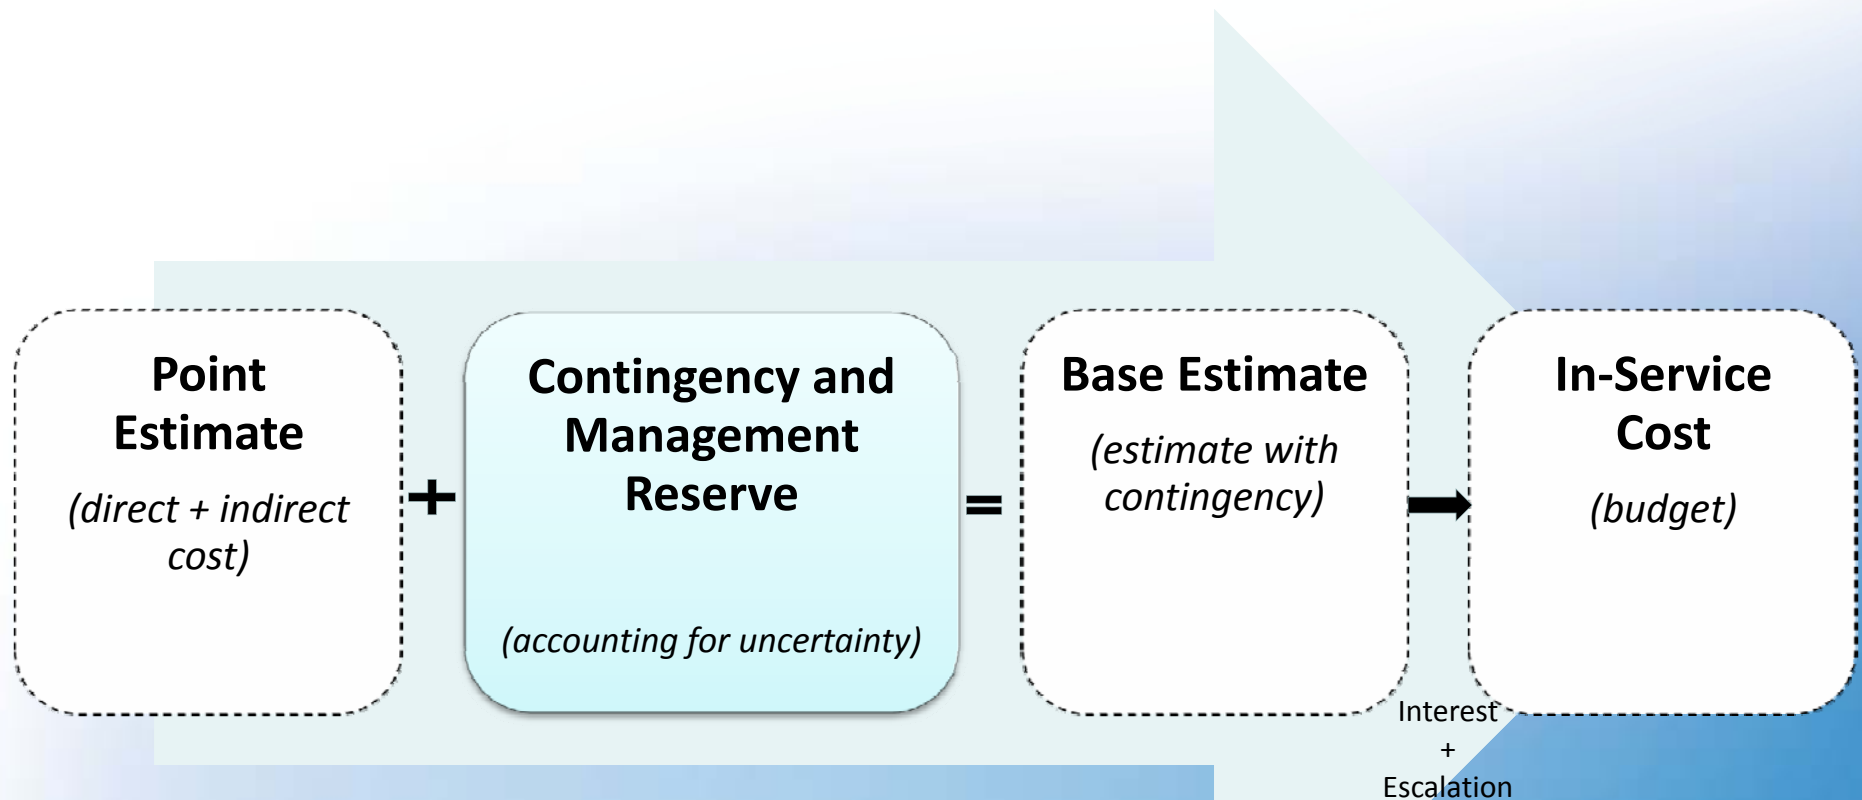 Point
Estimate
(direct + indirect
cost)
+
Contingency and
Management
Reserve
(accounting for uncertainty)
=
Base Estimate
(estimate with
contingency)
In-Service
Cost
(budget)
Interest
+
Escalation